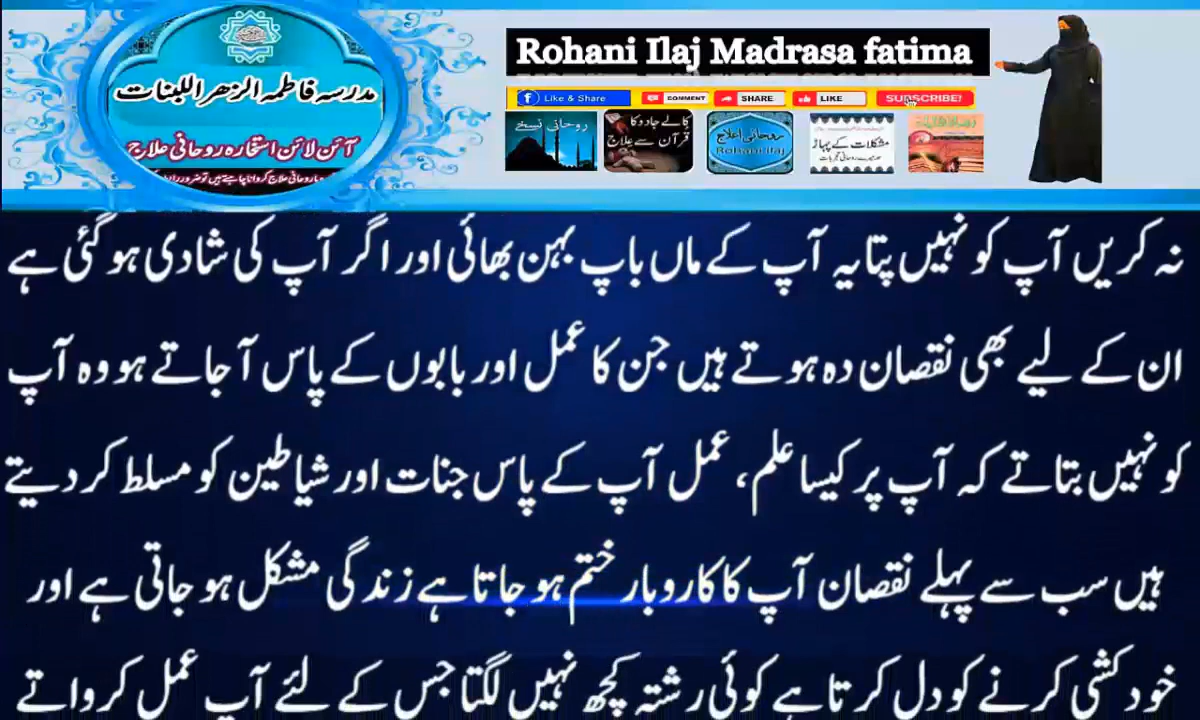 مدرسہ فاطمہ الزھرا للبنات
آئن لائن استخارہ روحانی علاج
Rohani Ilaj Madrasa fatima
Like & Share
COMMENT
SHARE
LIKE
SUBSCRIBE!
روحانی نسخے
کالے جادو کا
قرآن سے علاج
روحانی اعلاج
Rohani ilaj
مشکلات کے پہاڑ
نہ کریں آپ کو نہیں پتا یہ آپ کے ماں باپ بہن بھائی اور اگر آپ کی شادی ہو گئی ہے
ان کے لیے بھی نقصان دہ ہوتے ہیں جن کا عمل اور بابوں کے پاس آ جاتے ہو وہ آپ
کو نہیں بتاتے کہ آپ پر کیسا علم، عمل آپ کے پاس جنات اور شیاطین کو مسلط کر دیتے
ہیں سب سے پہلے نقصان آپ کا کاروبار ختم ہو جاتا ہے زندگی مشکل ہو جاتی ہے اور
خودکشی کرنے کو دل کرتا ہے کوئی رشتہ کچھ نہیں لگتا جس کے لئے آپ عمل کرواتے